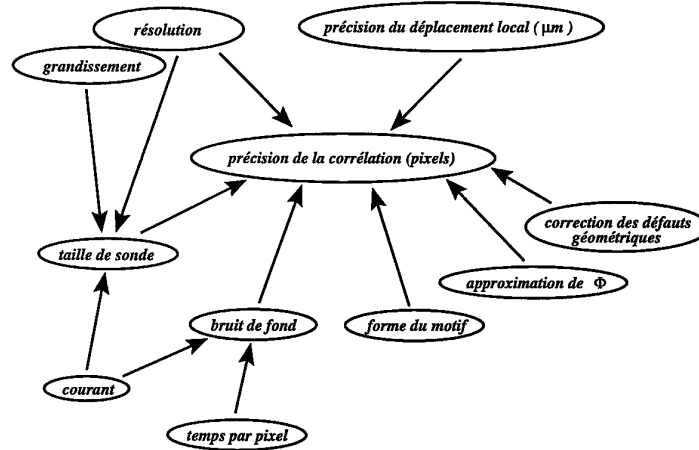 résolution
précision du déplacement local ( μm )
grandissement
précision de la corrélation (pixels)
correction des défauts
géométriques
taille de sonde
approximation de Φ
bruit de fond
forme du motif
courant
temps par pixel